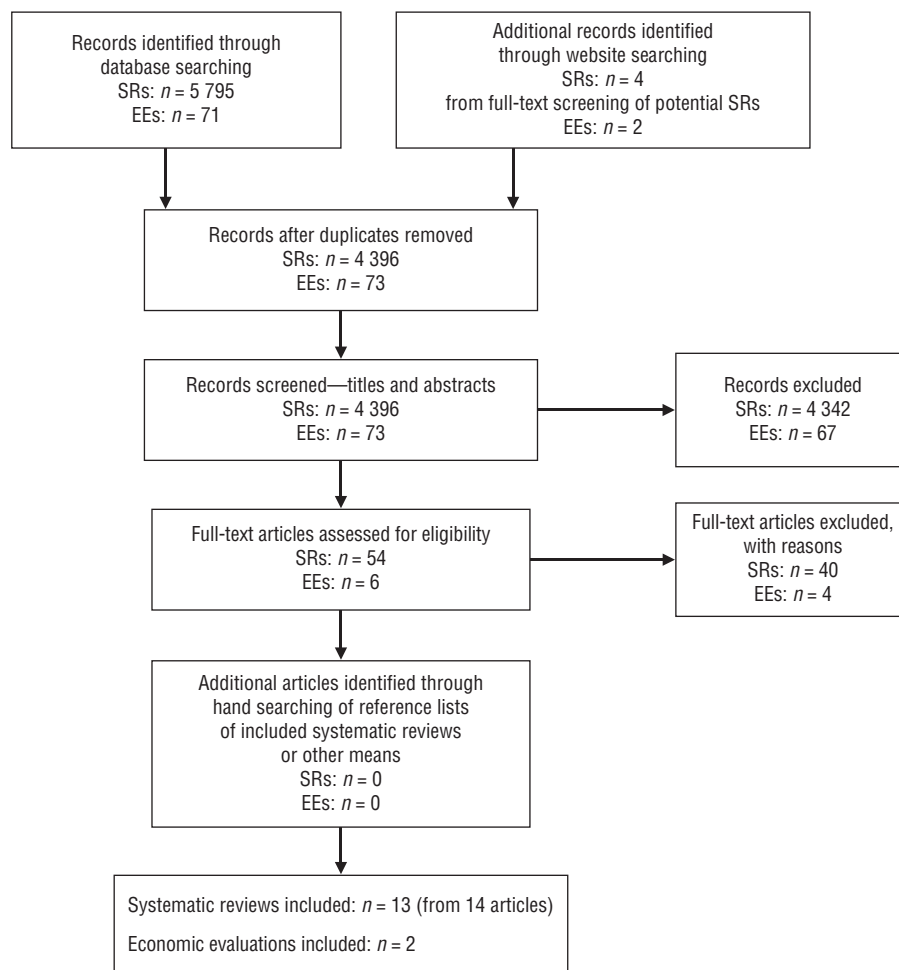 Records identified through
database searching
SRs: n = 5 795
EEs: n = 71
Additional records identified
through website searching
SRs: n = 4
from full-text screening of potential SRs
EEs: n = 2
Records after duplicates removed
SRs: n = 4 396
EEs: n = 73
Records screened—titles and abstracts
SRs: n = 4 396
EEs: n = 73
Records excluded
SRs: n = 4 342
EEs: n = 67
Full-text articles assessed for eligibility
SRs: n = 54
EEs: n = 6
Full-text articles excluded,
with reasons
SRs: n = 40
EEs: n = 4
Additional articles identified through
hand searching of reference lists
of included systematic reviews
or other means
SRs: n = 0
EEs: n = 0
Systematic reviews included: n = 13 (from 14 articles)
Economic evaluations included: n = 2